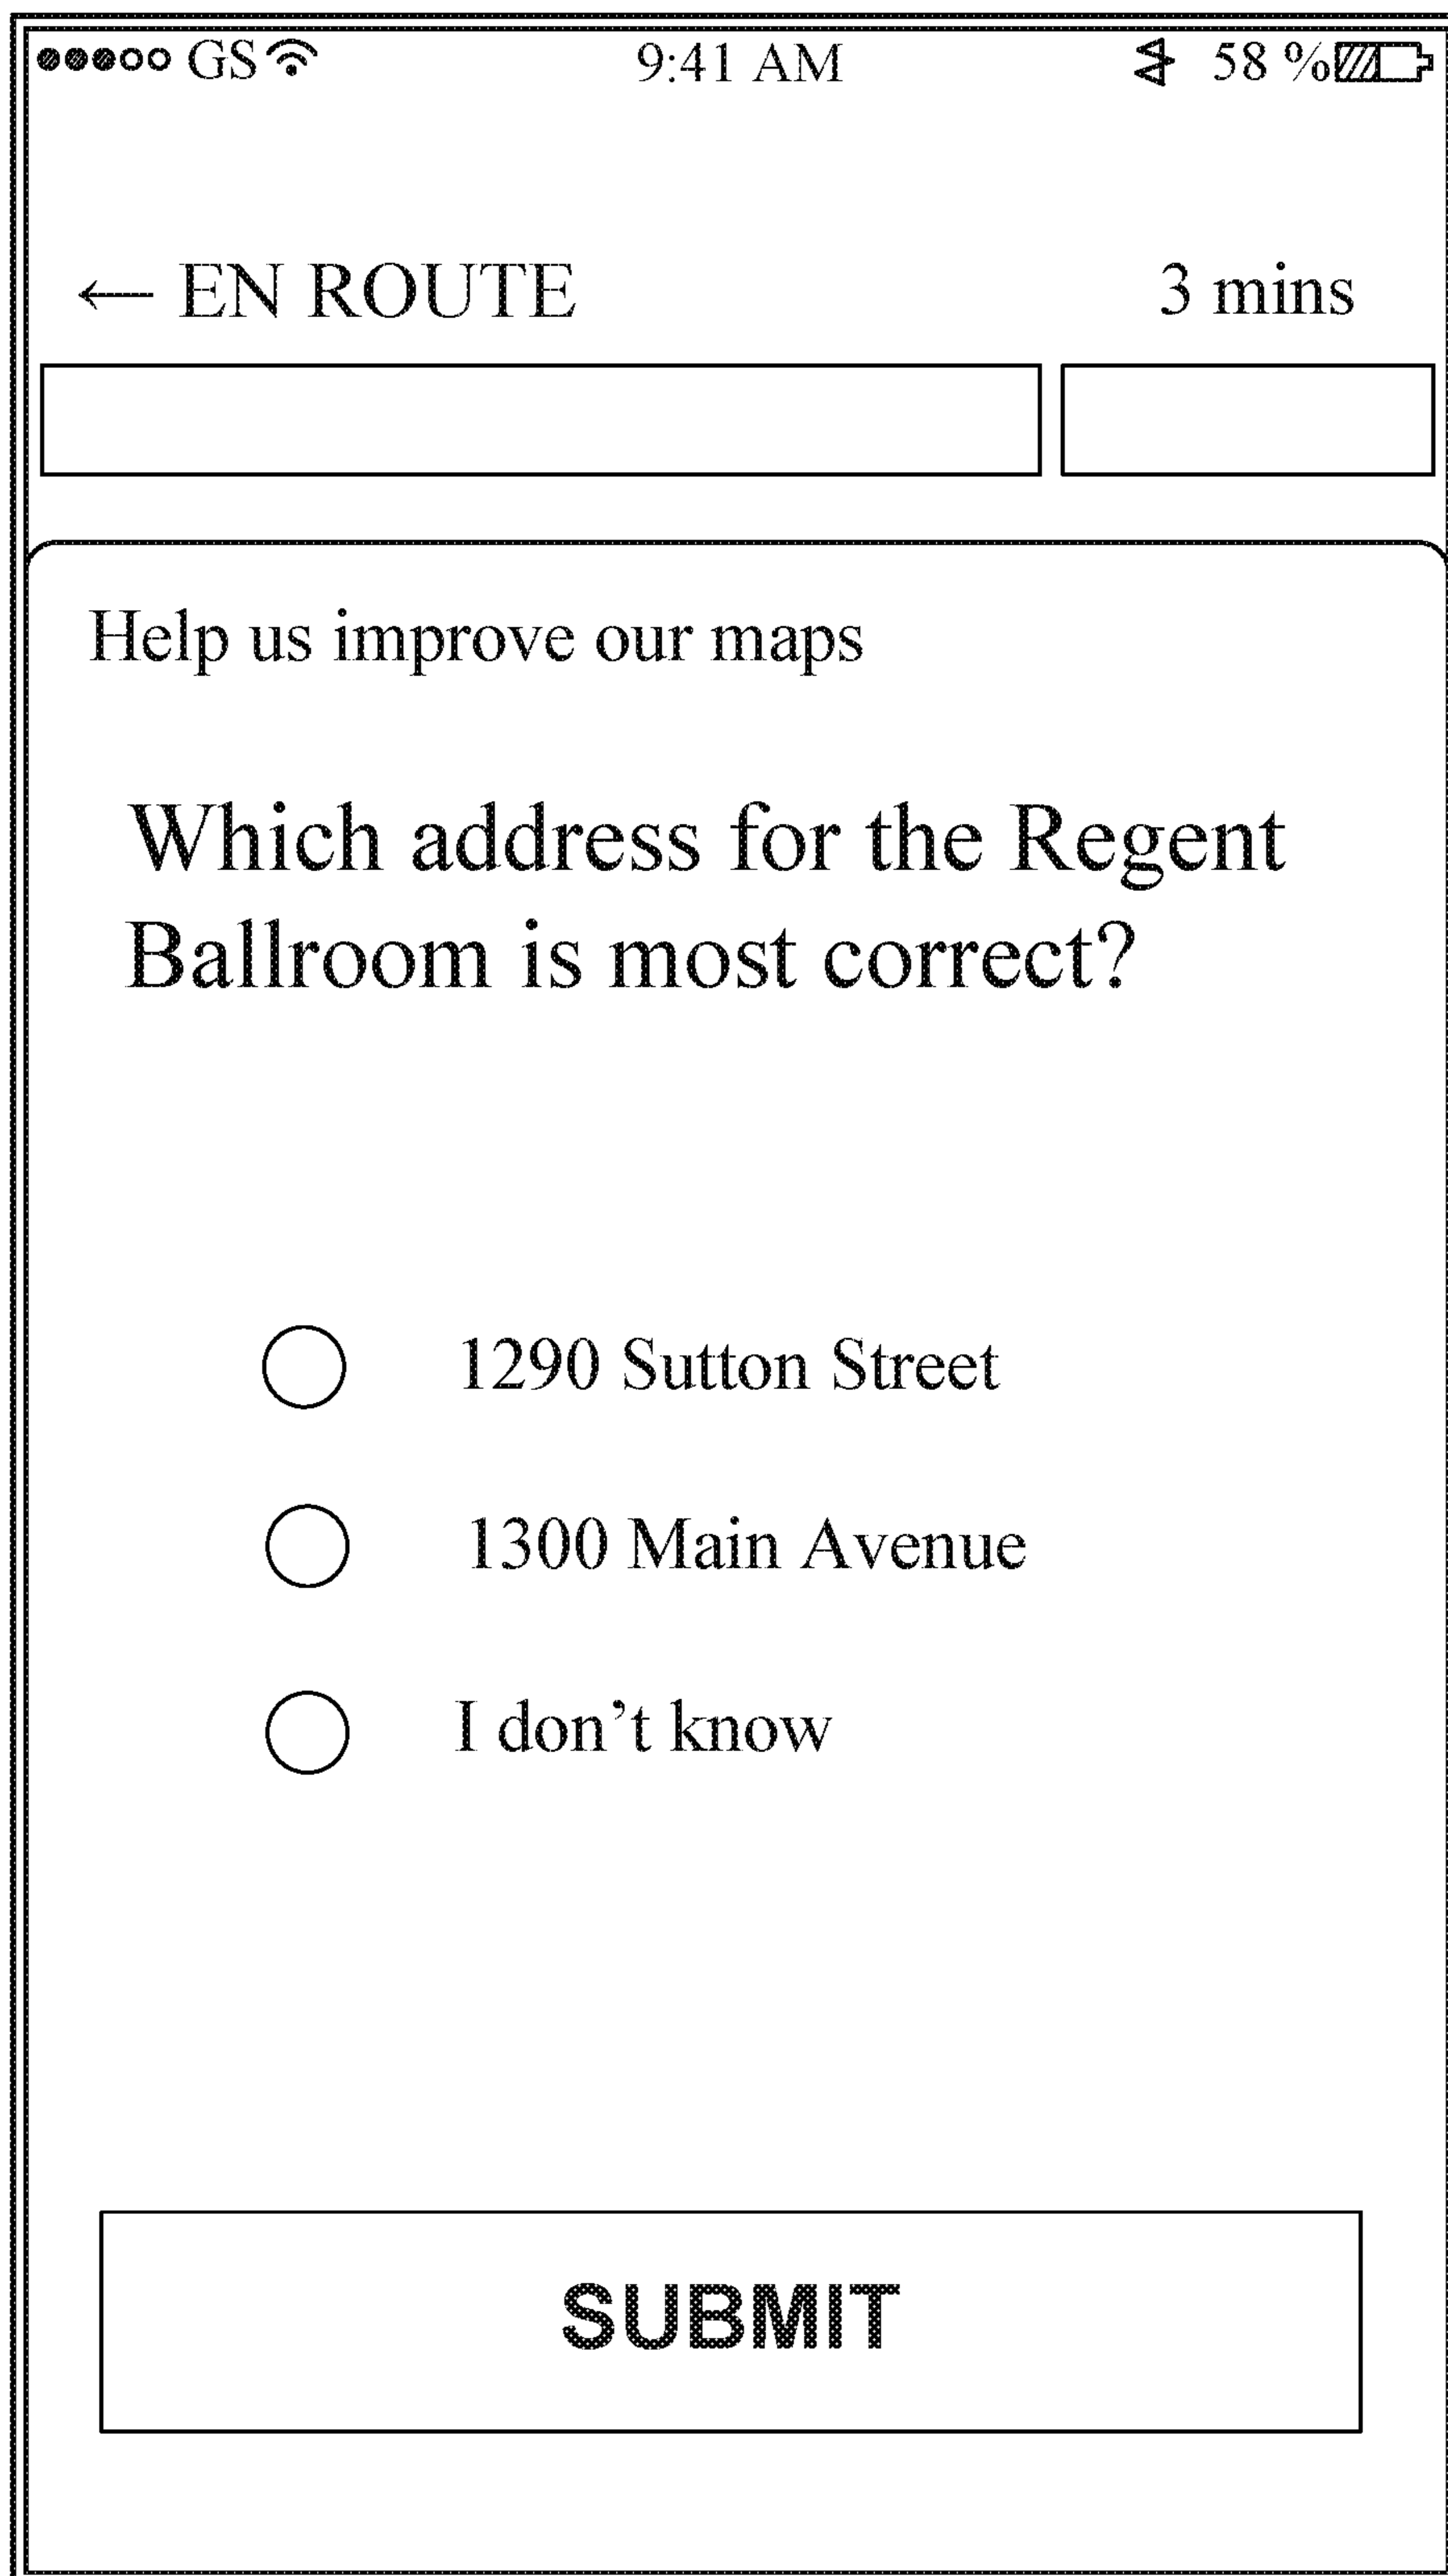 GS 9:41 AM 58 %
← EN ROUTE 3 mins
Help us improve our maps
Which address for the Regent
Ballroom is most correct?
1290 Sutton Street
1300 Main Avenue
I don’t know
SUBMIT